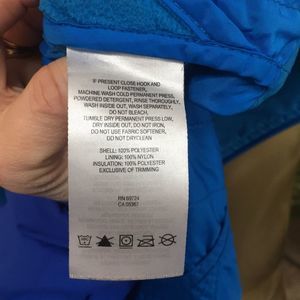 IF PRESENT CLOSE HOOK AND
LOOP FASTENER,
MACHINE WASH COLD PERMANENT PRESS,
POWDERED DETERGENT, RINSE THOROUGHLY,
WASH INSIDE OUT, WASH SEPARATELY,
DO NOT BLEACH,
TUMBLE DRY PERMANENT PRESS LOW,
DRY INSIDE OUT, DO NOT IRON,
DO NOT USE FABRIC SOFTENER,
DO NOT DRYCLEAN
SHELL: 100% POLYESTER
LINING: 100% NYLON
INSULATION: 100% POLYESTER
EXCLUSIVE OF TRIMMING
RN 69724
CA 05367